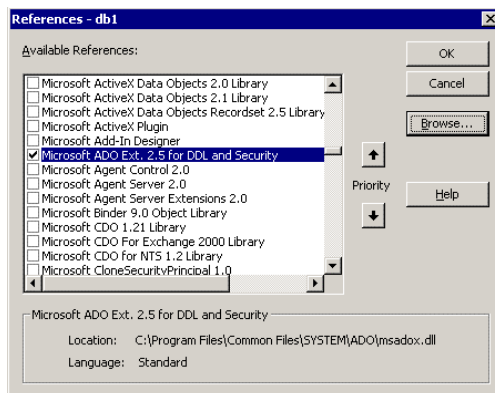 References - db1
Available References:
Microsoft ActiveX Data Objects 2.0 Library
Microsoft ActiveX Data Objects 2.1 Library
Microsoft ActiveX Data Objects Recordset 2.5 Library
Microsoft ActiveX Plugin
Microsoft Add-In Designer
Microsoft ADO Ext. 2.5 for DDL and Security
Microsoft Agent Control 2.0
Microsoft Agent Server 2.0
Microsoft Agent Server Extensions 2.0
Microsoft Binder 9.0 Object Library
Microsoft CDO 1.21 Library
Microsoft CDO For Exchange 2000 Library
Microsoft CDO for NTS 1.2 Library
Microsoft CloneSecurityPrincipal 1.0
OK
Cancel
Browse...
Priority
Help
Microsoft ADO Ext. 2.5 for DDL and Security
Location: C:\Program Files\Common Files\SYSTEM\ADO\msadox.dll
Language: Standard